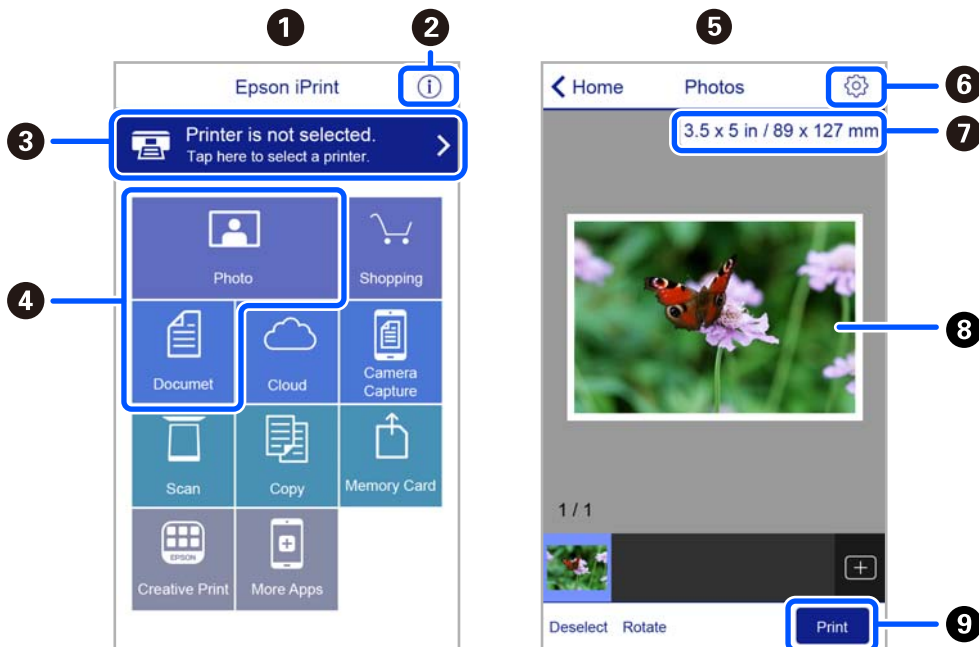 1
2
5
Epson iPrint
i
Home
Photos
6
3
Printer is not selected.
Tap here to select a printer.
3.5 x 5 in / 89 x 127 mm
7
Photo
Shopping
4
8
Documet
Cloud
Camera
Capture
Scan
Copy
Memory Card
1 / 1
EPSON
Creative Print
More Apps
Deselect
Rotate
Print
9